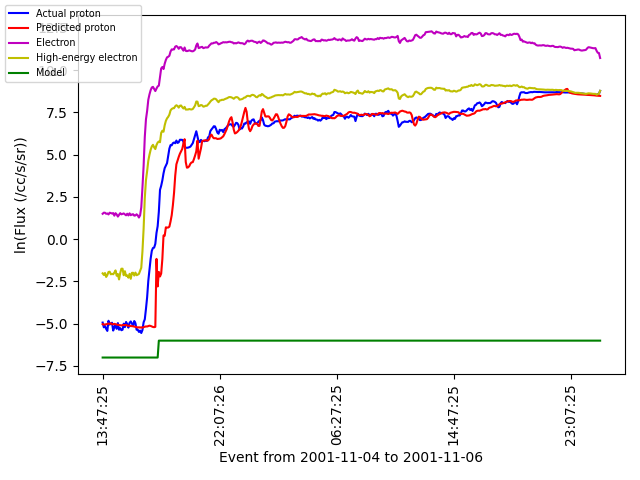 Actual proton
Predicted proton
Electron
High-energy electron
Model
7.5
5.0
2.5
0.0
−2.5
−5.0
−7.5
ln(Flux (/cc/s/sr))
13:47:25
22:07:26
06:27:25
14:47:25
23:07:25
Event from 2001-11-04 to 2001-11-06